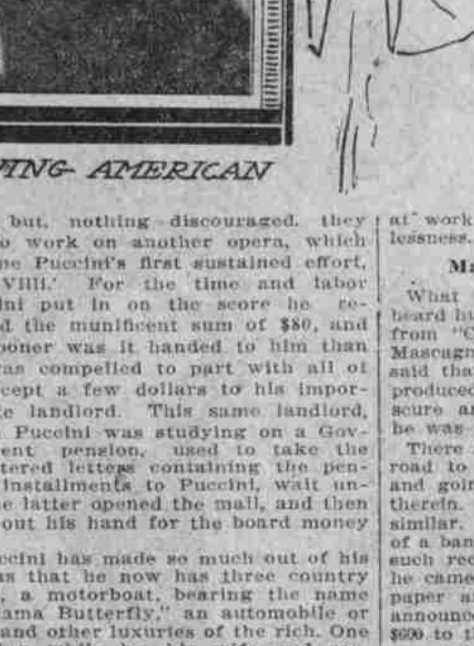 PING AMERICAN
but, nothing discouraged, they
o work on another opera, which
ne Puccini's first sustained effort,
Villi.' For the time and labor
ini put in on the score he re-
d the munificent sum of $80, and
ooner was it handed to him than
vas compelled to part with all of
cept a few dollars to his impor-
te landlord. This same landlord,
Puccini was studying on a Gov-
ent pension, used to take the
tered letters containing the pen-
installments to Puccini, wait un-
e latter opened the mail, and then
out his hand for the board money
ccini has made so much out of his
as that he now has three country
, a motorboat, bearing the name
ama Butterfly," an automobile or
and other luxuries of the rich. One
at work
lessness.
Ma
What
heard hi
from "C
Mascagn
said tha
produced
scure a
he was
There
road to
and goin
therein.
similar.
of a ban
such rec
he came
paper a
announce
$600 to th